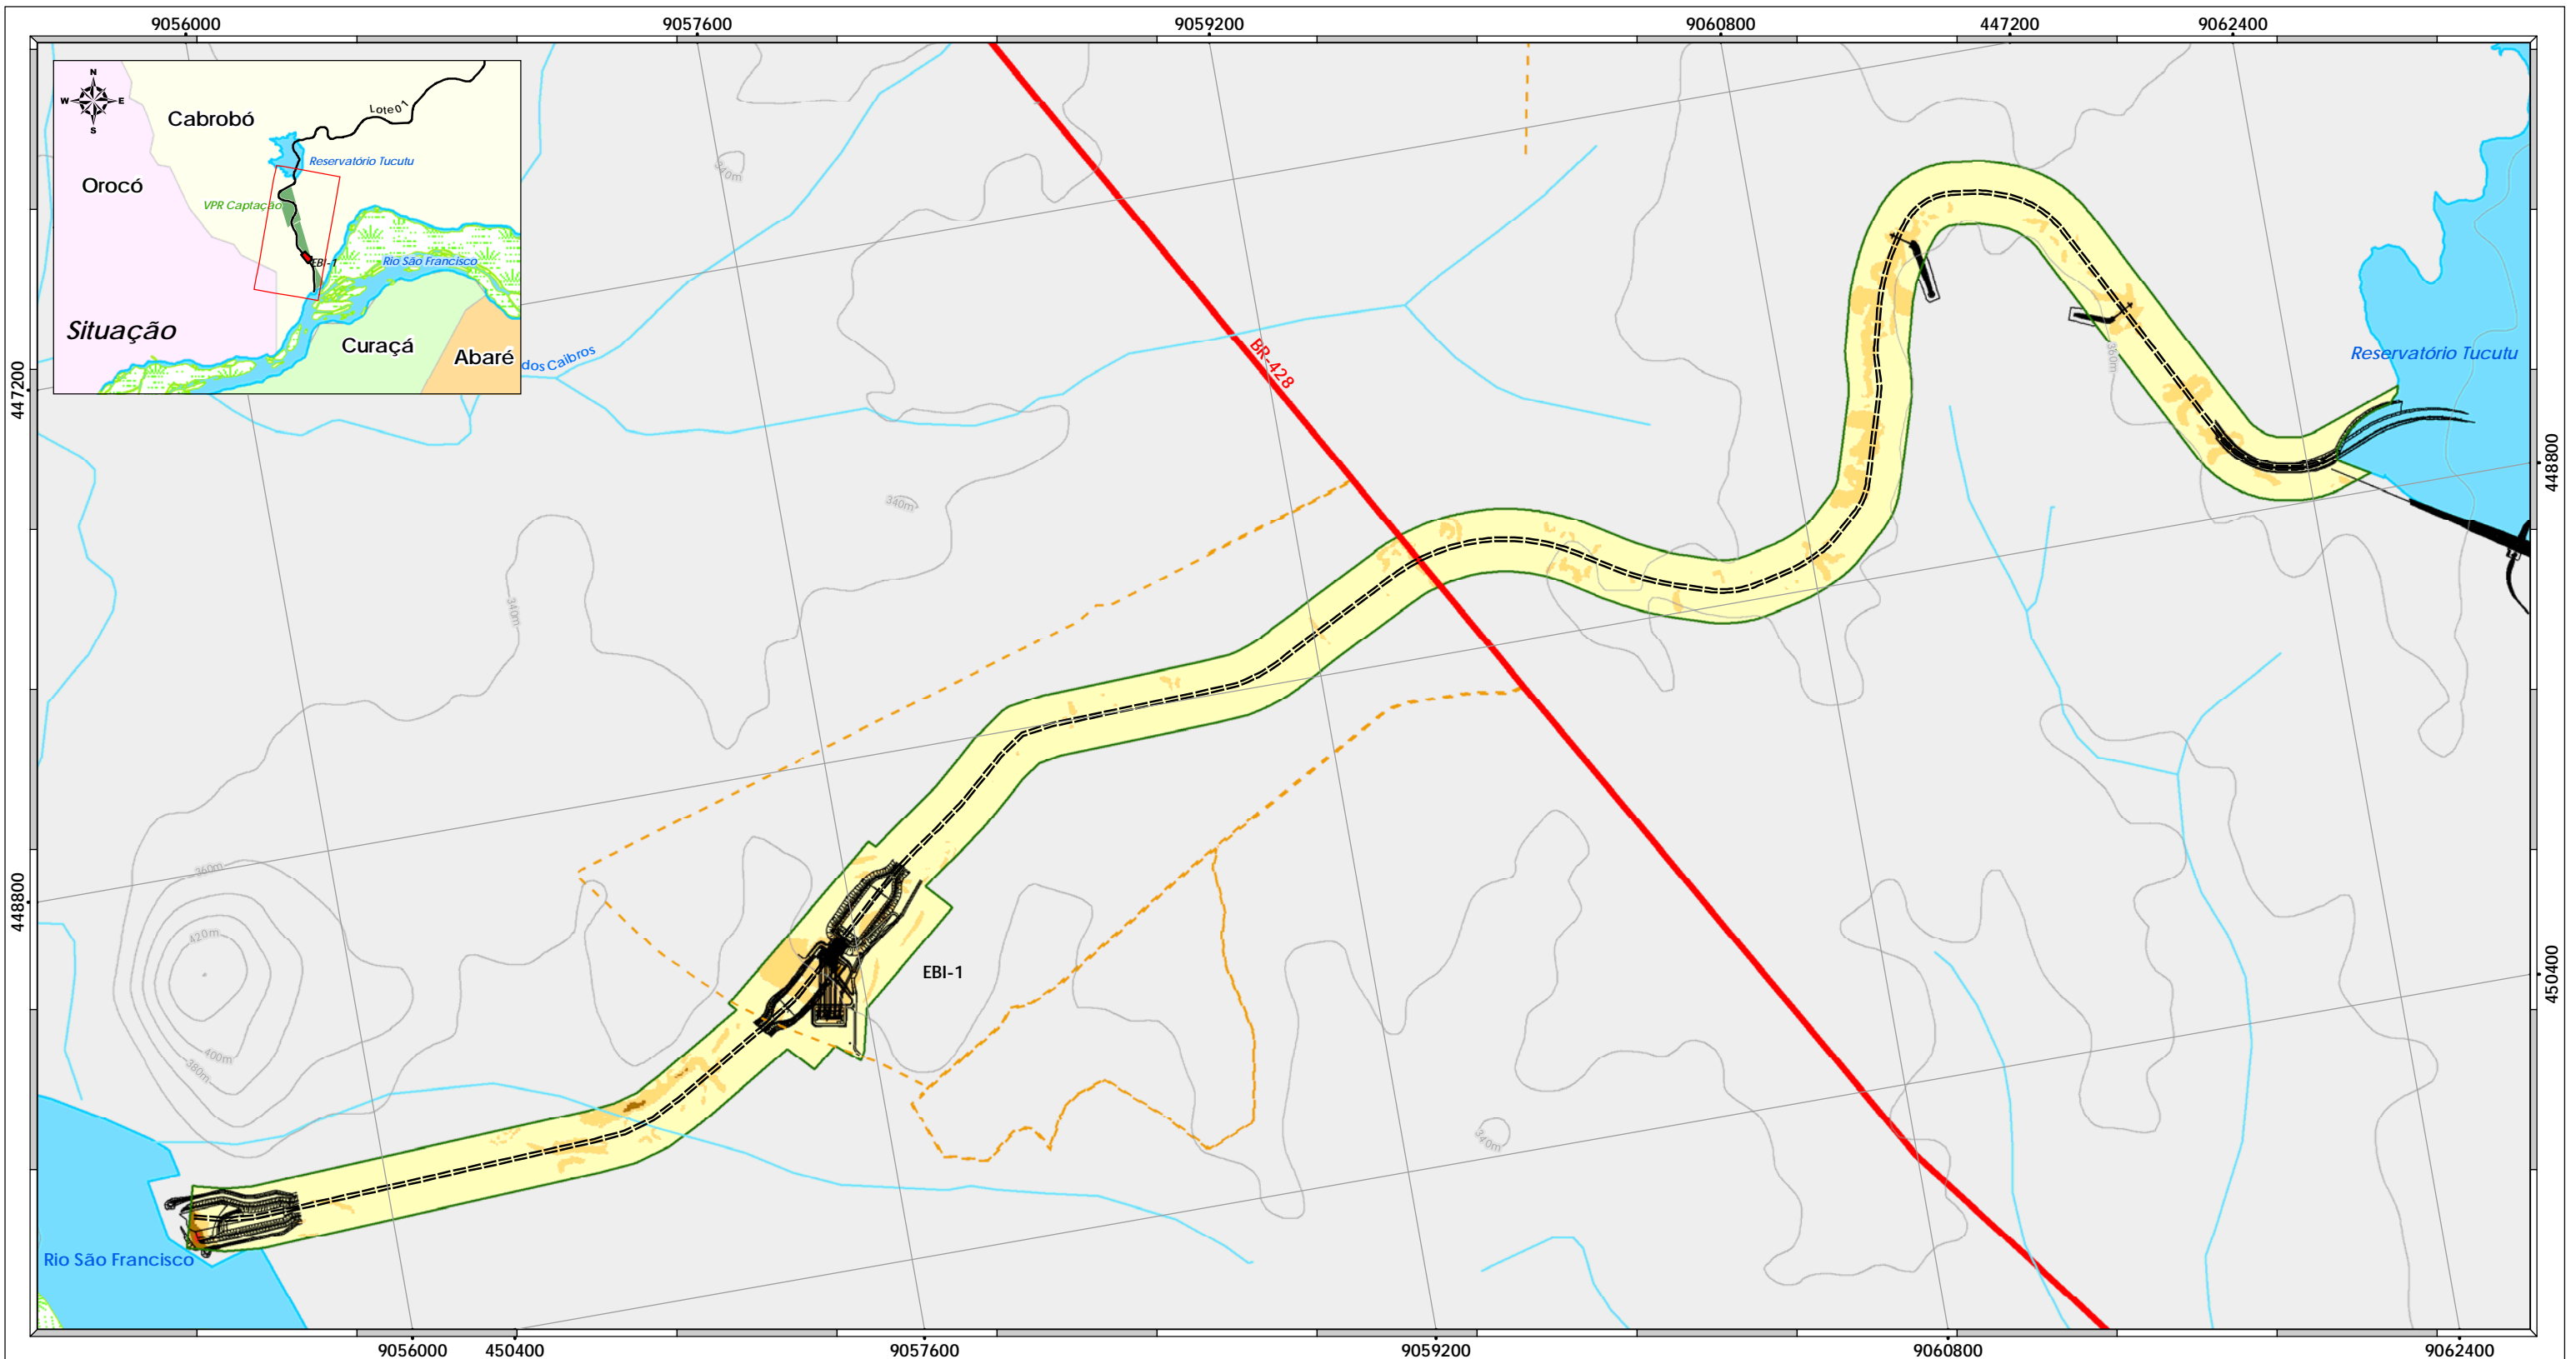 9056000
9057600
9059200
9060800
447200
9062400
N
W
E
S
Cabrobó
Lote 01
Reservatório Tucutu
Orocó
VPR Captação
EBI-1
Rio São Francisco
Situação
Curaçá
Abaré
340m
dos Caibros
BR-428
360m
Reservatório Tucutu
447200
448800
340m
340m
360m
420m
400m
380m
448800
EBI-1
450400
340m
Rio São Francisco
9056000
450400
9057600
9059200
9060800
9062400